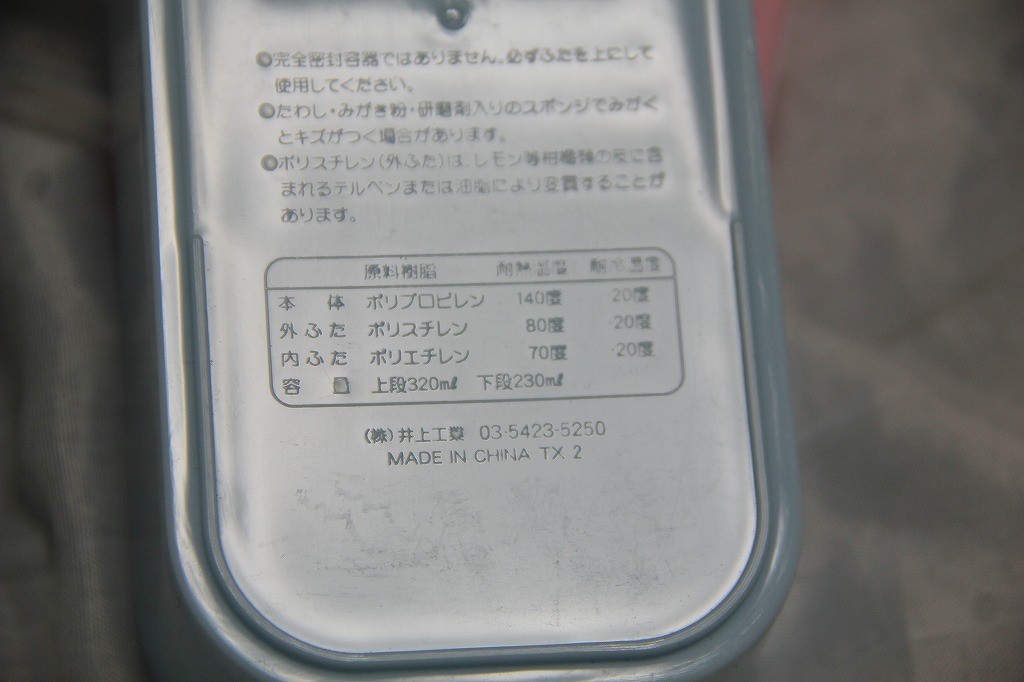 完全密封容器ではありません。必ずふたを上にして
使用してください。
たわし・みがき粉・研磨剤入りのスポンジでみがく
とキズがつく場合があります。
ポリスチレン(外ふた)は、レモン等柑橘類の皮に含
まれるテルペンまたは油脂により変質することが
あります。
原料樹脂 耐熱温度 耐冷温度
本体 ポリプロピレン 140度 -20度
外ふた ポリスチレン 80度 -20度
内ふた ポリエチレン 70度 -20度
容量 上段320mℓ 下段230mℓ
(株)井上工業 03-5423-5250
MADE IN CHINA TX 2